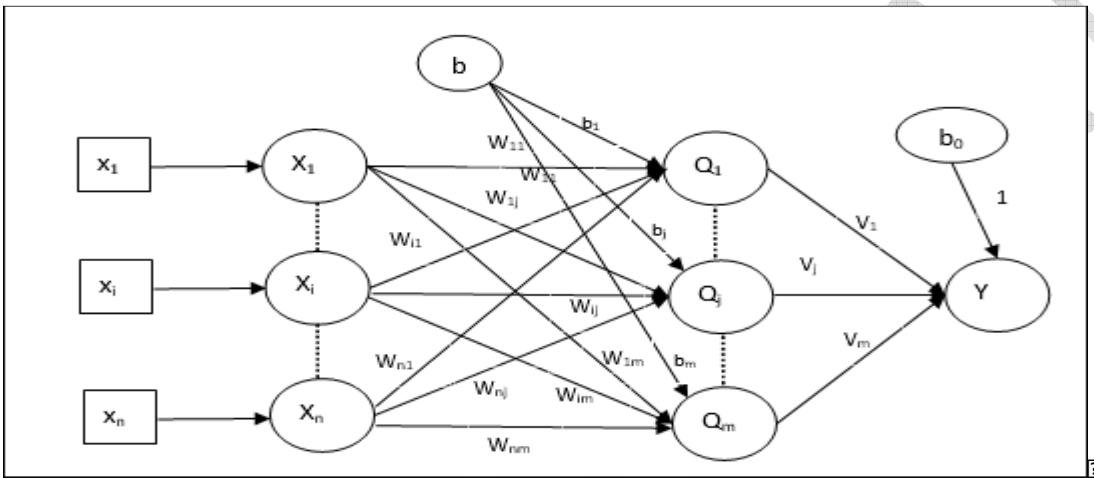 b
b₁
b₀
x₁
X₁
W₁₁
W₁₁
Q₁
1
W₁ⱼ
V₁
Wᵢ₁
bⱼ
xᵢ
Xᵢ
Vⱼ
Qⱼ
Y
Wᵢⱼ
Wₙ₁
W₁ₘ
bₘ
Vₘ
Wₙⱼ
Wᵢₘ
xₙ
Xₙ
Qₘ
Wₙₘ
?